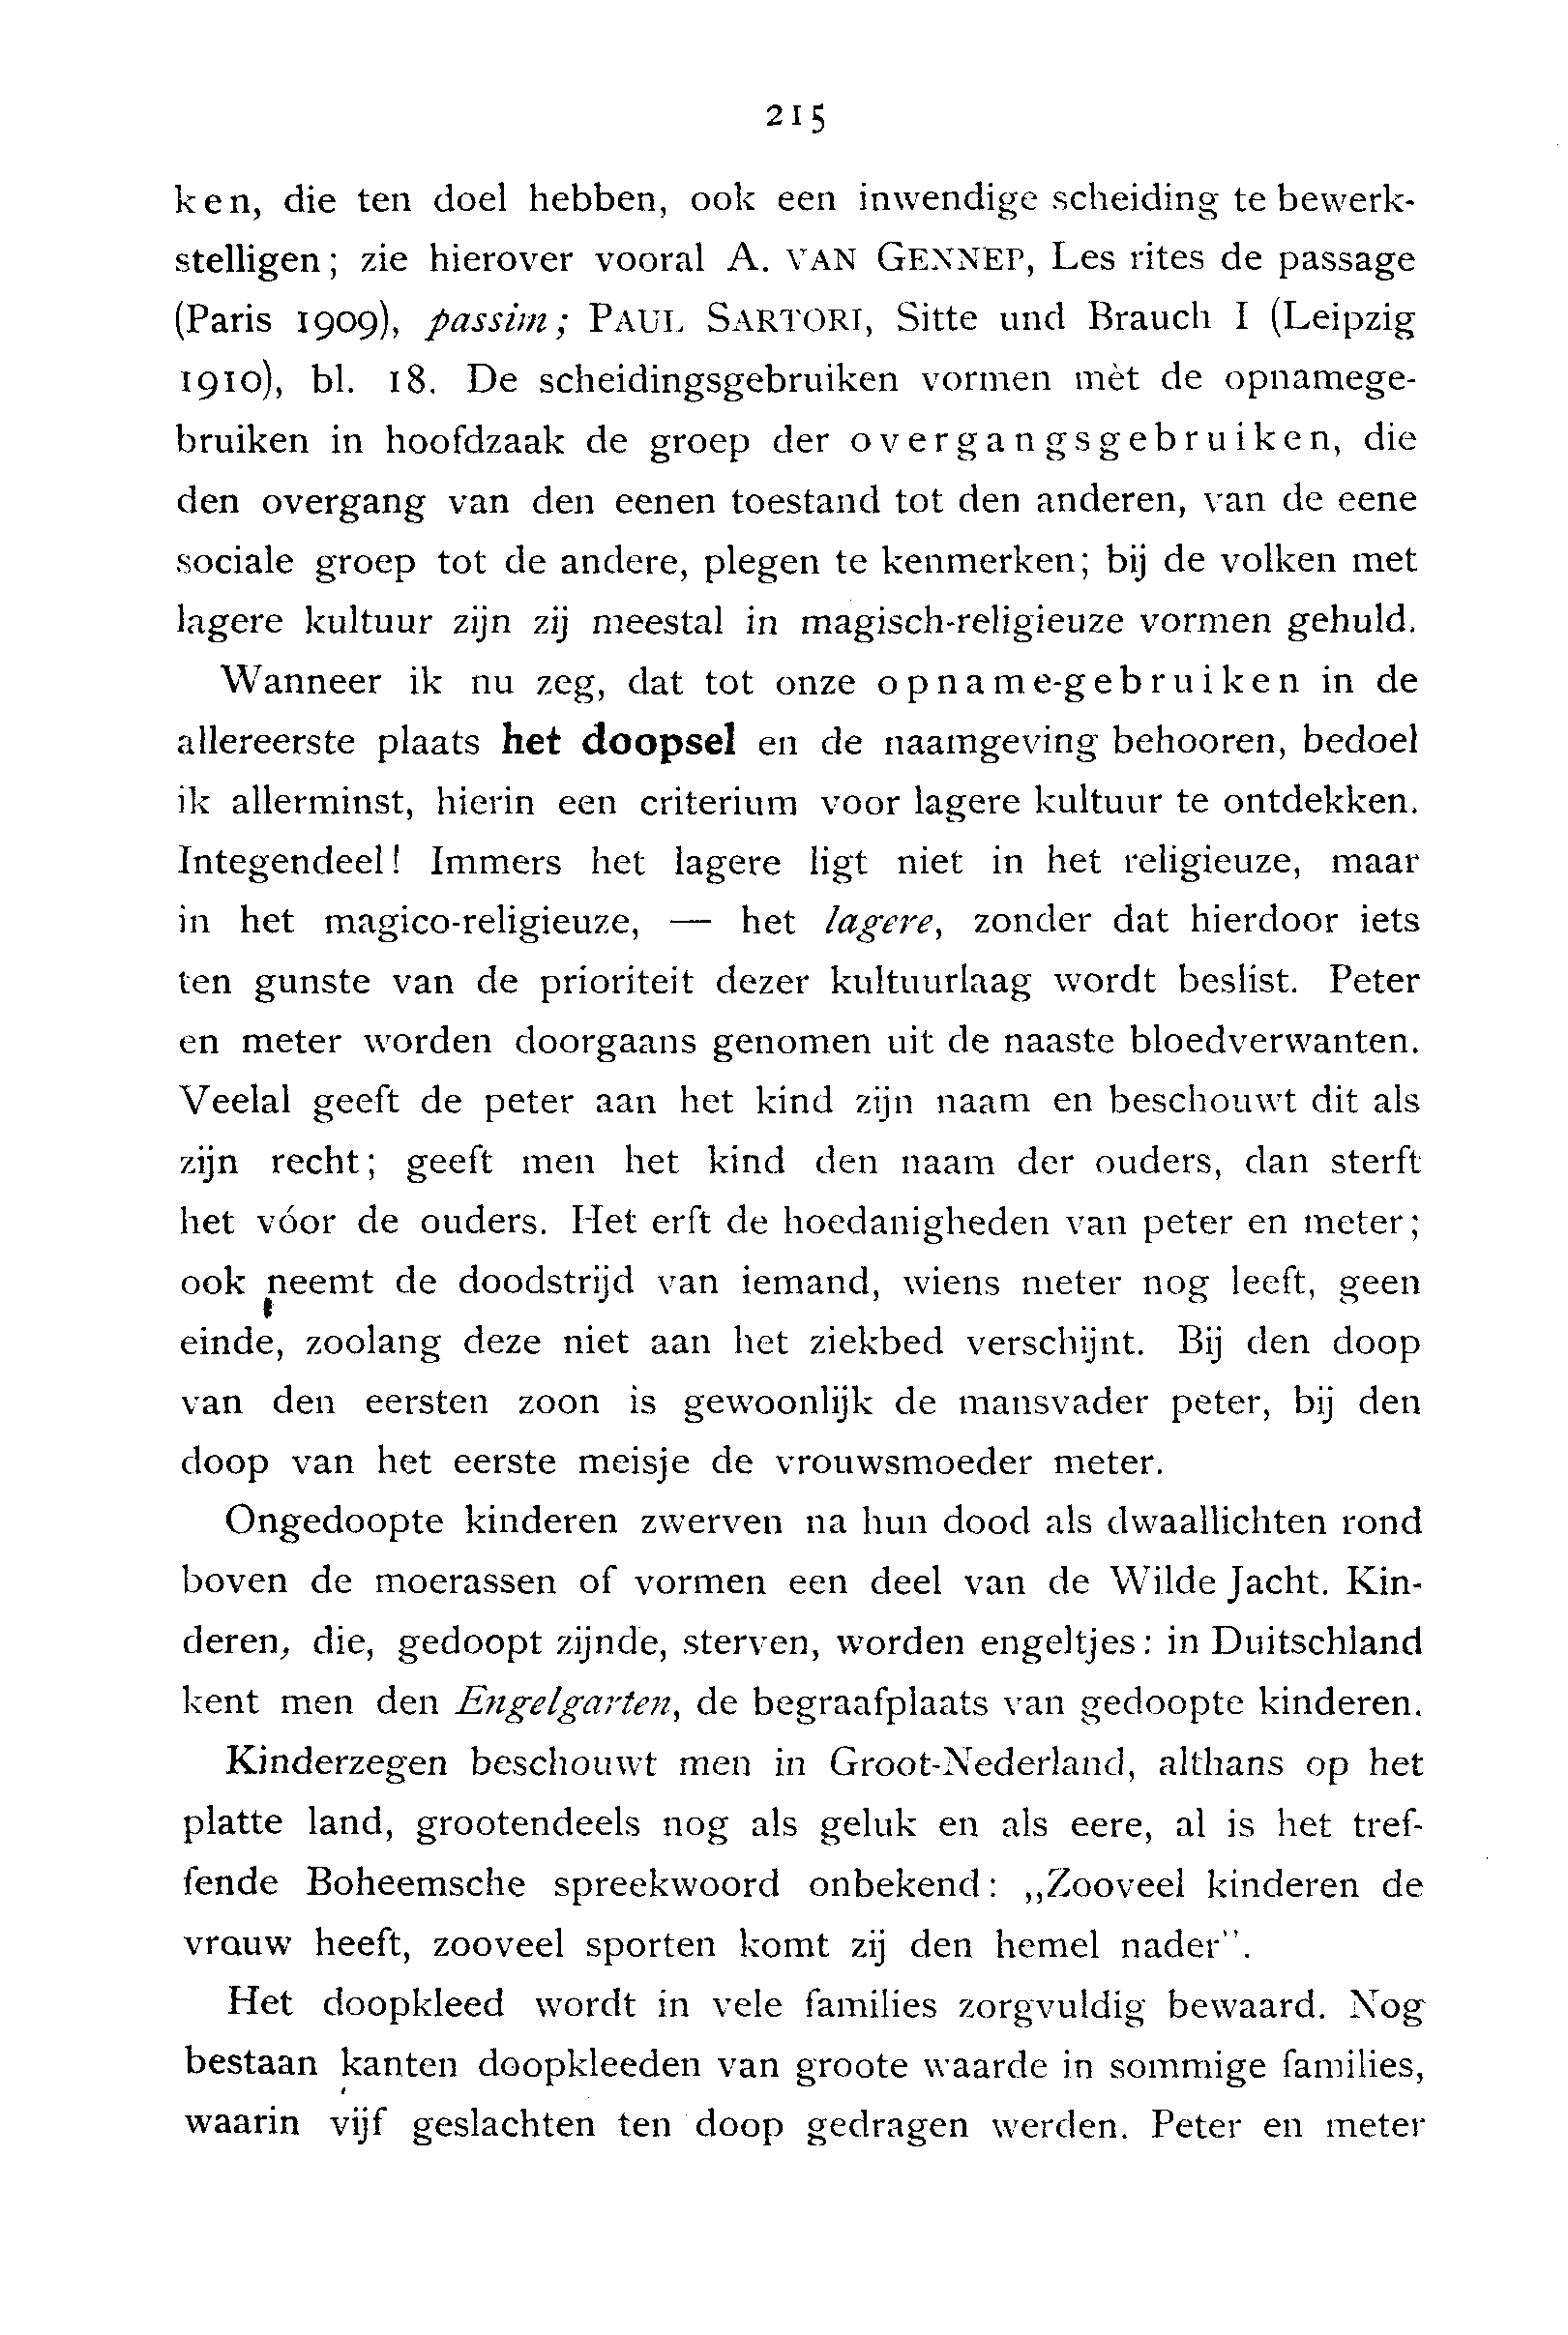 215
ken, die ten doel hebben, ook een inwendige scheiding te bewerk-
stelligen; zie hierover vooral A. van Gennep, Les rites de passage
(Paris 1909), passim; Paul Sartori, Sitte und Brauch I (Leipzig
1910), bl. 18. De scheidingsgebruiken vormen mèt de opnamege-
bruiken in hoofdzaak de groep der overgangsgebruiken, die
den overgang van den eenen toestand tot den anderen, van de eene
sociale groep tot de andere, plegen te kenmerken; bij de volken met
lagere kultuur zijn zij meestal in magisch-religieuze vormen gehuld.
Wanneer ik nu zeg, dat tot onze opname-gebruiken in de
allereerste plaats het doopsel en de naamgeving behooren, bedoel
ik allerminst, hierin een criterium voor lagere kultuur te ontdekken.
Integendeel! Immers het lagere ligt niet in het religieuze, maar
in het magico-religieuze, — het lagere, zonder dat hierdoor iets
ten gunste van de prioriteit dezer kultuurlaag wordt beslist. Peter
en meter worden doorgaans genomen uit de naaste bloedverwanten.
Veelal geeft de peter aan het kind zijn naam en beschouwt dit als
zijn recht; geeft men het kind den naam der ouders, dan sterft
het vóor de ouders. Het erft de hoedanigheden van peter en meter;
ook neemt de doodstrijd van iemand, wiens meter nog leeft, geen
einde, zoolang deze niet aan het ziekbed verschijnt. Bij den doop
van den eersten zoon is gewoonlijk de mansvader peter, bij den
doop van het eerste meisje de vrouwsmoeder meter.
Ongedoopte kinderen zwerven na hun dood als dwaallichten rond
boven de moerassen of vormen een deel van de Wilde Jacht. Kin-
deren, die, gedoopt zijnde, sterven, worden engeltjes: in Duitschland
kent men den Engelgarten, de begraafplaats van gedoopte kinderen.
Kinderzegen beschouwt men in Groot-Nederland, althans op het
platte land, grootendeels nog als geluk en als eere, al is het tref-
fende Boheemsche spreekwoord onbekend: „Zooveel kinderen de
vrouw heeft, zooveel sporten komt zij den hemel nader”.
Het doopkleed wordt in vele families zorgvuldig bewaard. Nog
bestaan kanten doopkleeden van groote waarde in sommige families,
waarin vijf geslachten ten doop gedragen werden. Peter en meter